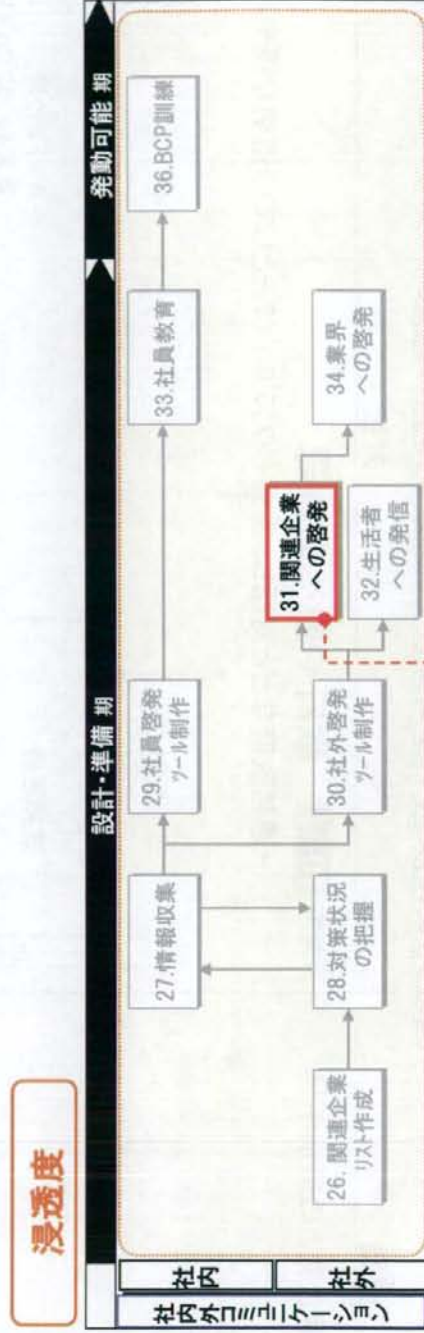 浸透度
設計・準備 期
発動可能 期
社内外コミュニケーション
社内
社外
27.情報収集
29.社員啓発
ツール制作
33.社員教育
36.BCP訓練
26. 関連企業
リスト作成
28.対策状況
の把握
30.社外啓発
ツール制作
31.関連企業
への啓発
32.生活者
への発信
34.業界
への啓発